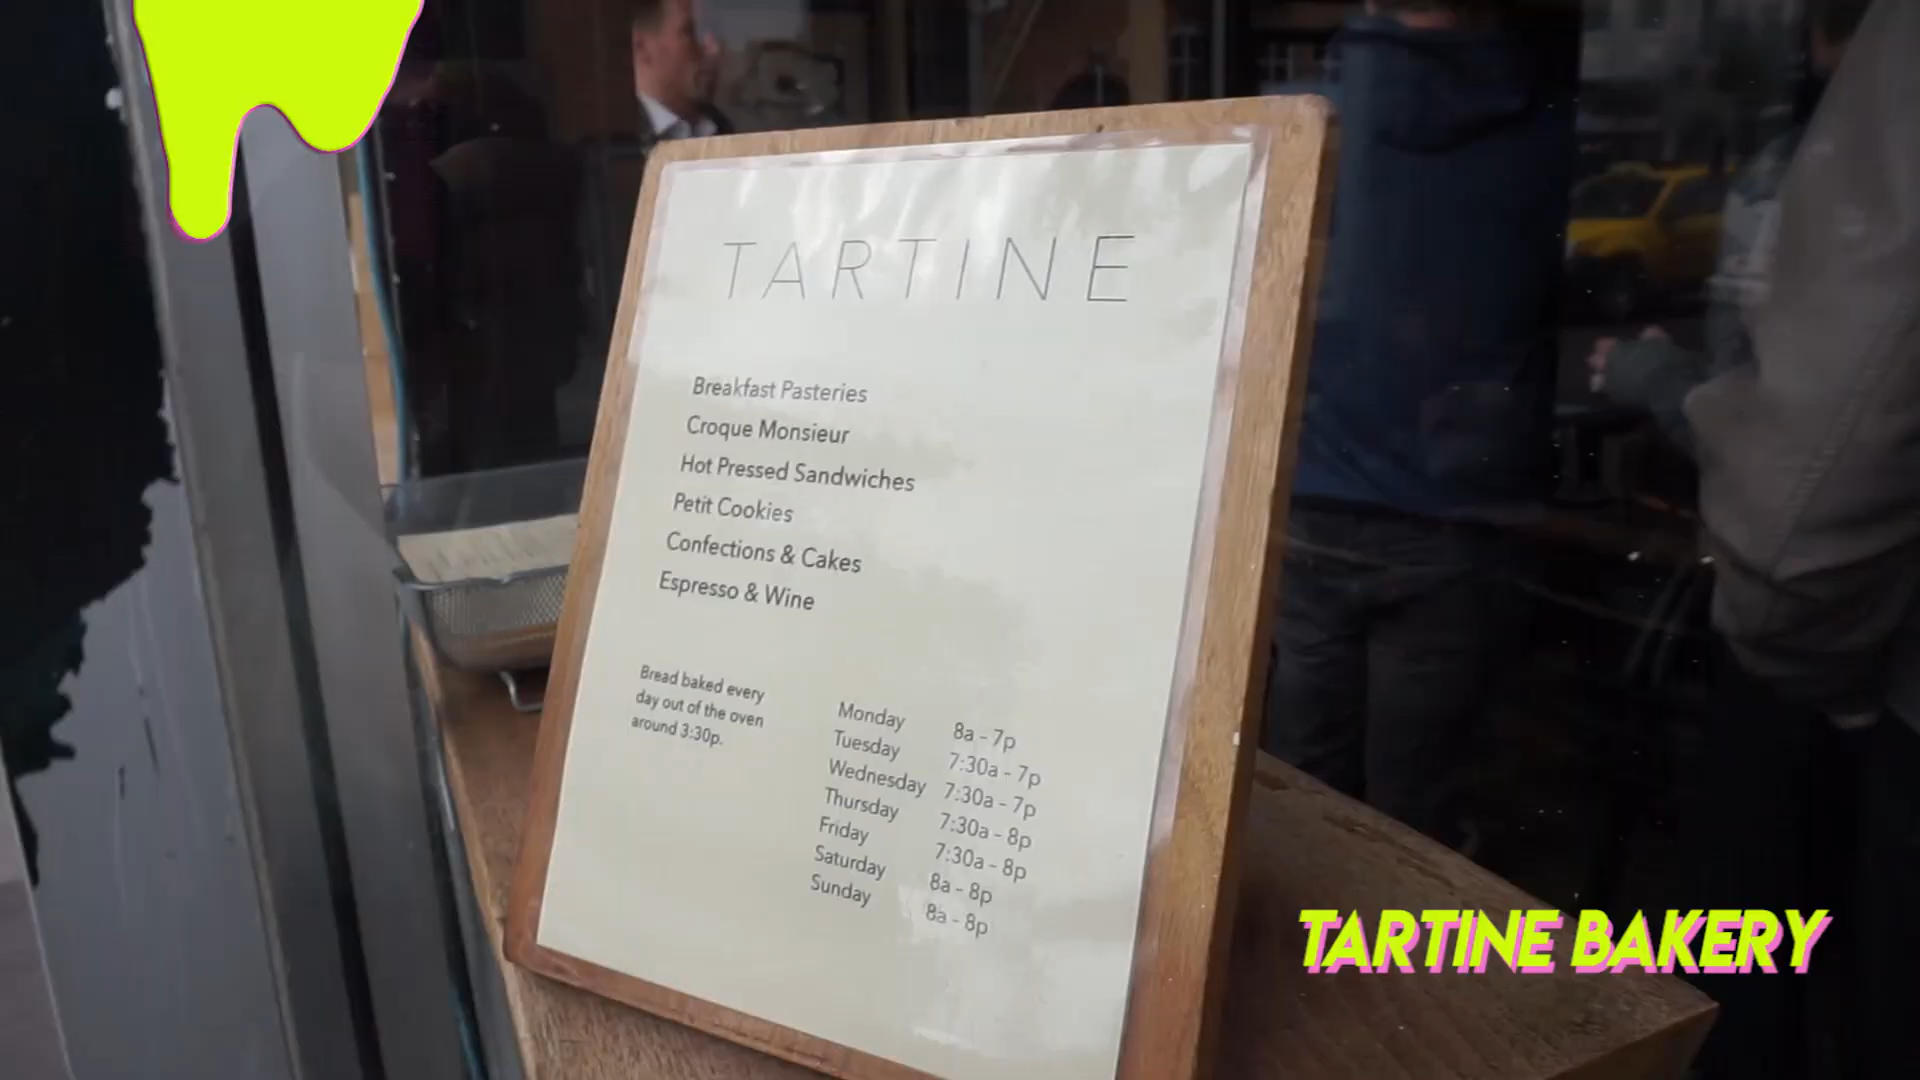 TARTINE
Breakfast Pasteries
Croque Monsieur
Hot Pressed Sandwiches
Petit Cookies
Confections & Cakes
Espresso & Wine
Bread baked every
day out of the oven
around 3:30p.
Monday 8a - 7p
Tuesday 7:30a - 7p
Wednesday 7:30a - 7p
Thursday 7:30a - 8p
Friday 7:30a - 8p
Saturday 8a - 8p
Sunday 8a - 8p
TARTINE BAKERY